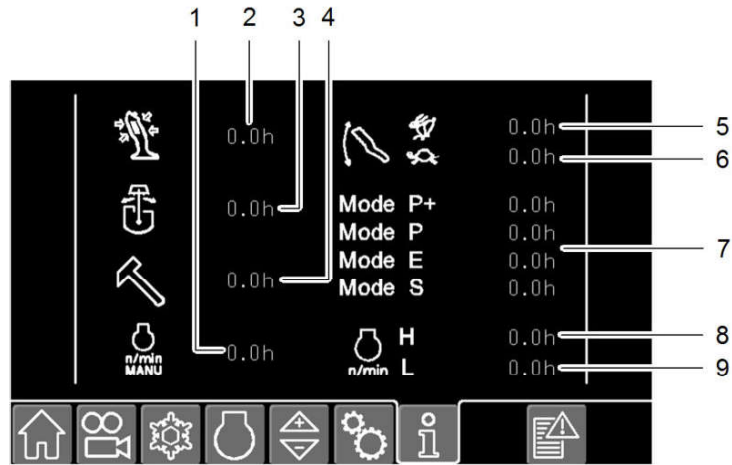 1 2 3 4
0.0h 0.0h 5
0.0h 6
0.0h Mode P+ 0.0h
Mode P 0.0h
7
Mode E 0.0h
0.0h Mode S 0.0h
H 0.0h 8
n/min MANU 0.0h n/min L 0.0h 9